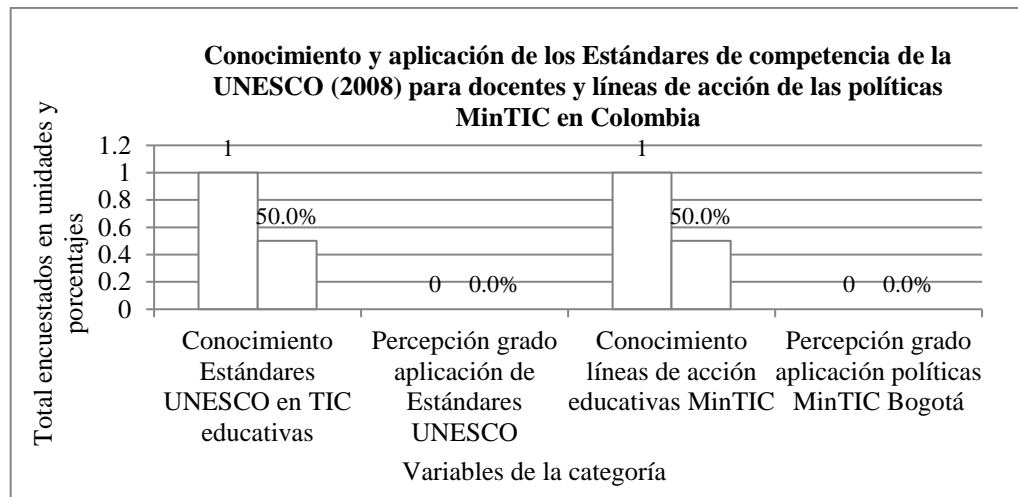 Conocimiento y aplicación de los Estándares de competencia de la
UNESCO (2008) para docentes y líneas de acción de las políticas
MinTIC en Colombia
Total encuestados en unidades y
porcentajes
1.2
1
0.8
0.6
0.4
0.2
0
1
50.0%
0
0.0%
1
50.0%
0
0.0%
Conocimiento
Estándares
UNESCO en TIC
educativas
Percepción grado
aplicación de
Estándares
UNESCO
Conocimiento
líneas de acción
educativas MinTIC
Percepción grado
aplicación políticas
MinTIC Bogotá
Variables de la categoría